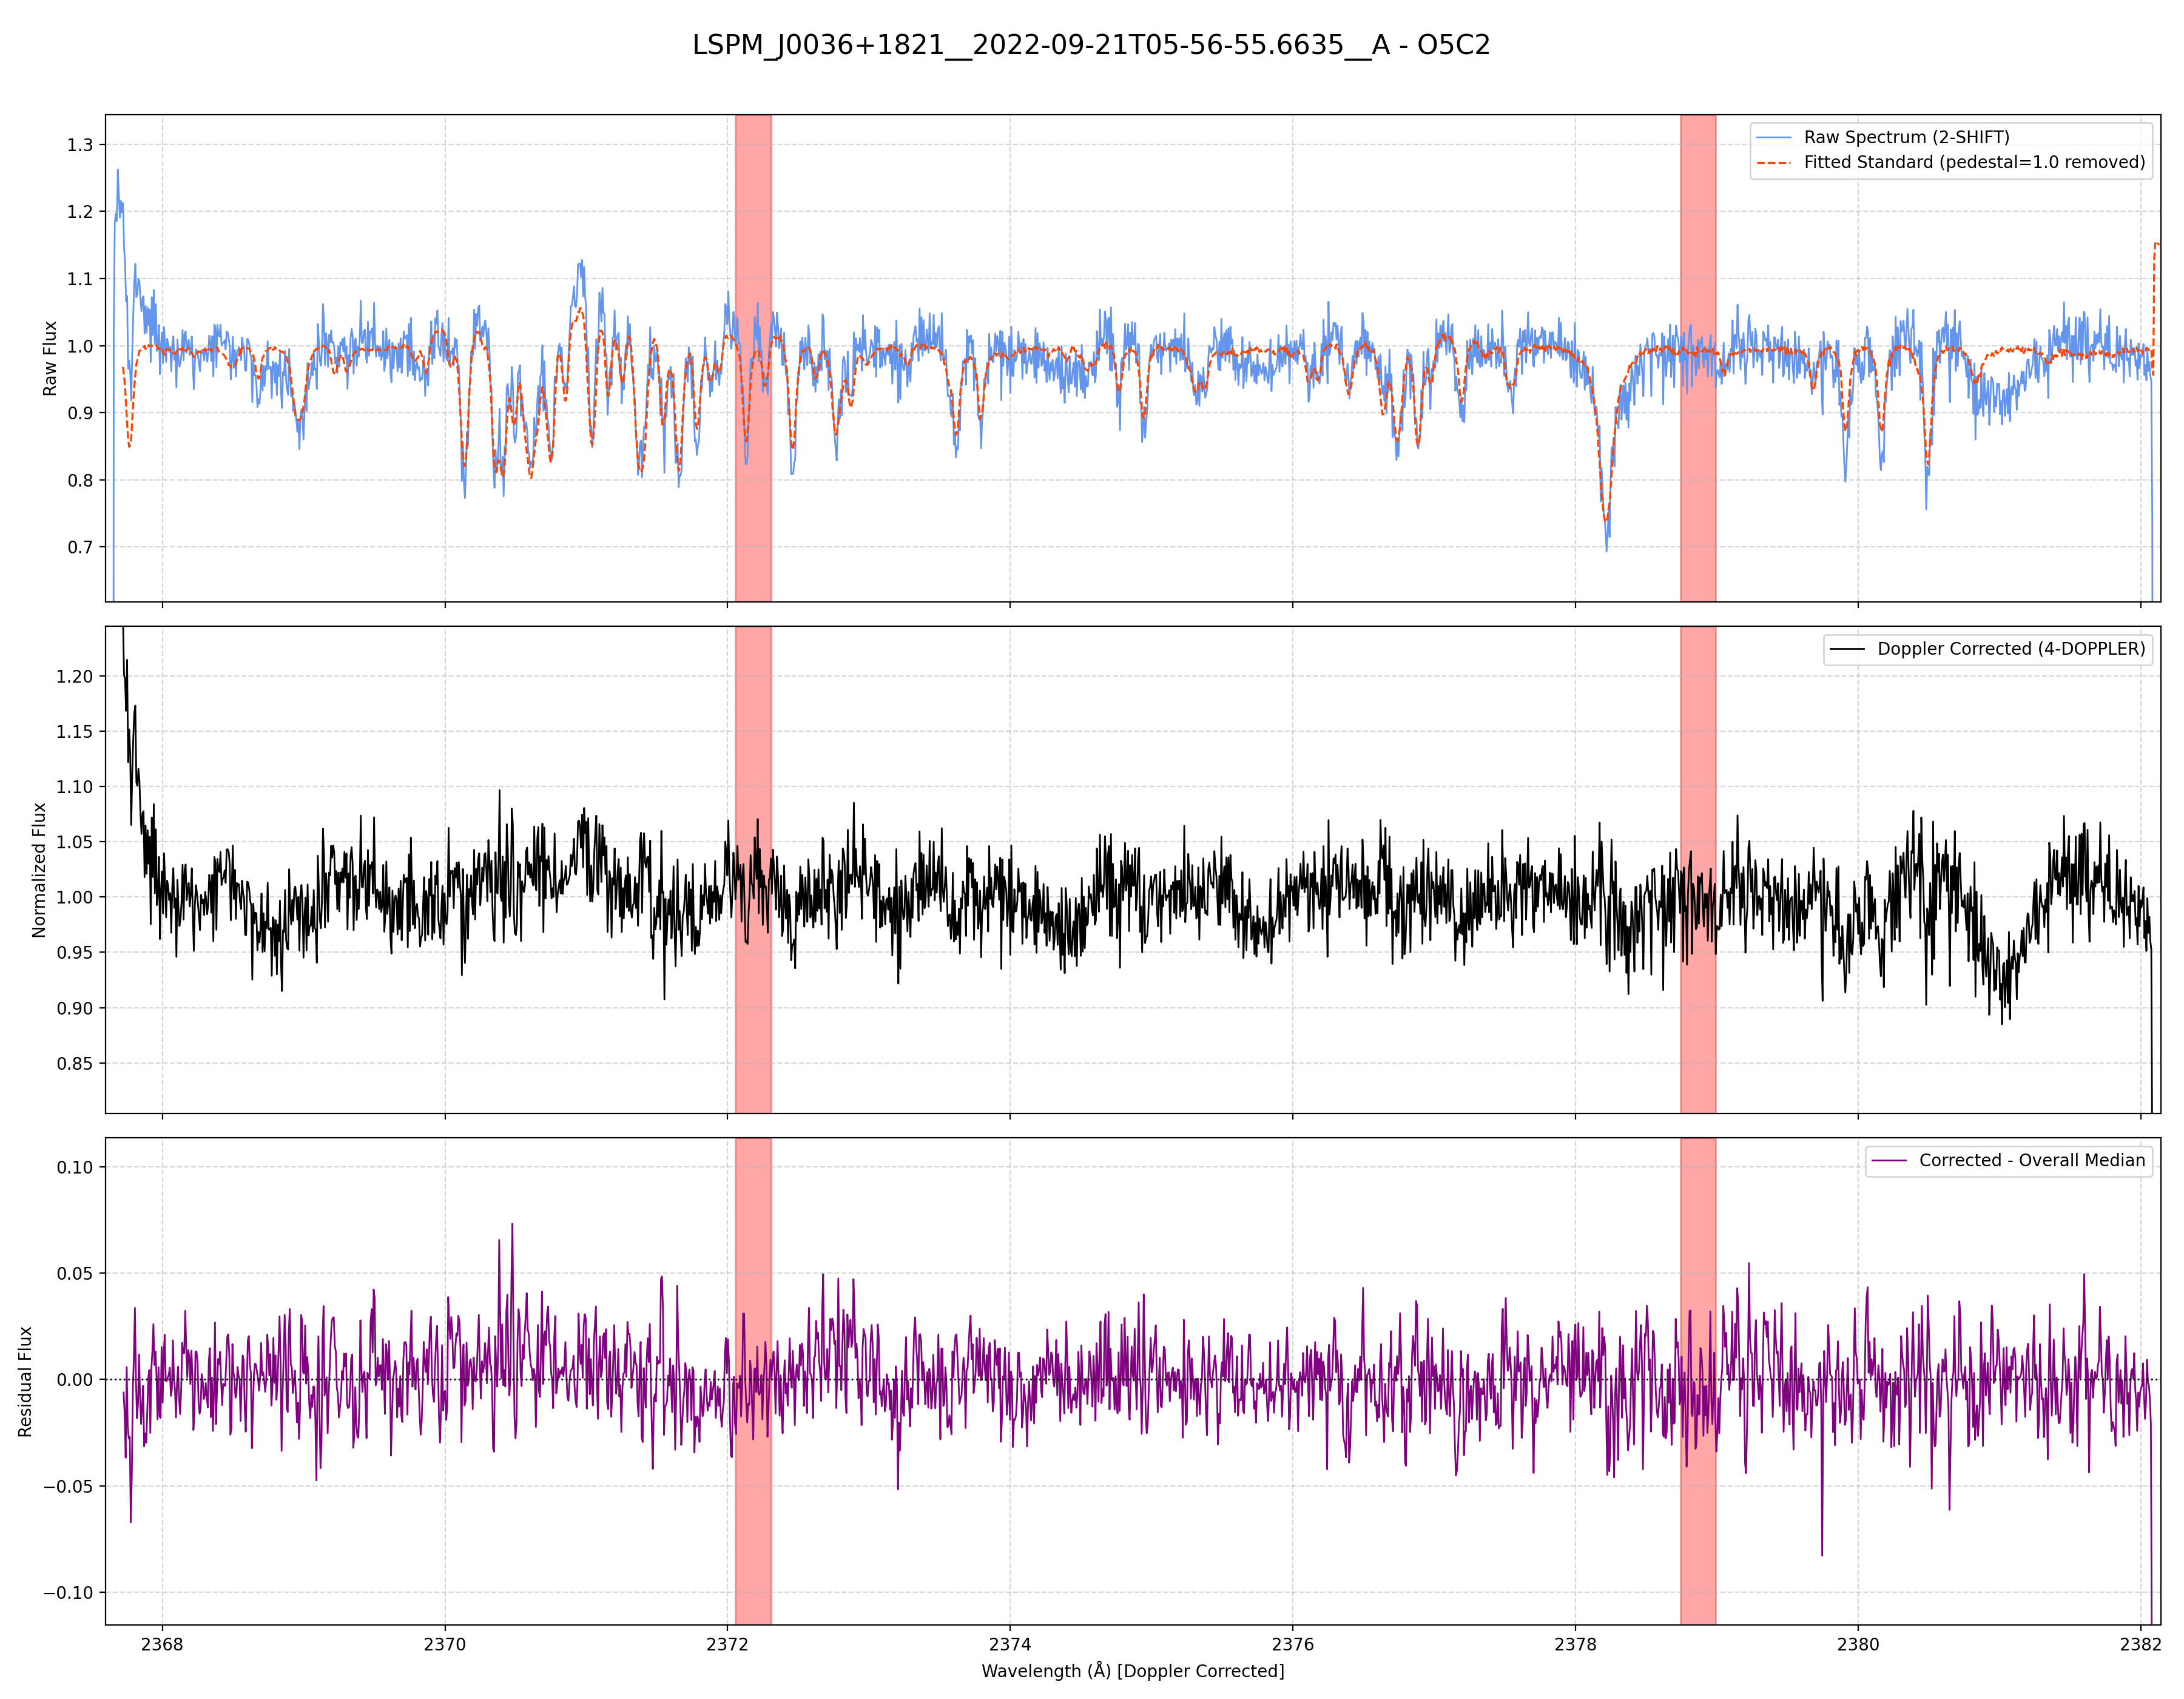 LSPM_J0036+1821__2022-09-21T05-56-55.6635__A - O5C2
1.3
1.2
1.1
1.0
0.9
0.8
0.7
Raw Flux
Raw Spectrum (2-SHIFT)
Fitted Standard (pedestal=1.0 removed)
1.20
1.15
1.10
1.05
1.00
0.95
0.90
0.85
Normalized Flux
Doppler Corrected (4-DOPPLER)
0.10
0.05
0.00
−0.05
−0.10
Residual Flux
Corrected - Overall Median
2368 2370 2372 2374 2376 2378 2380 2382
Wavelength (Å) [Doppler Corrected]